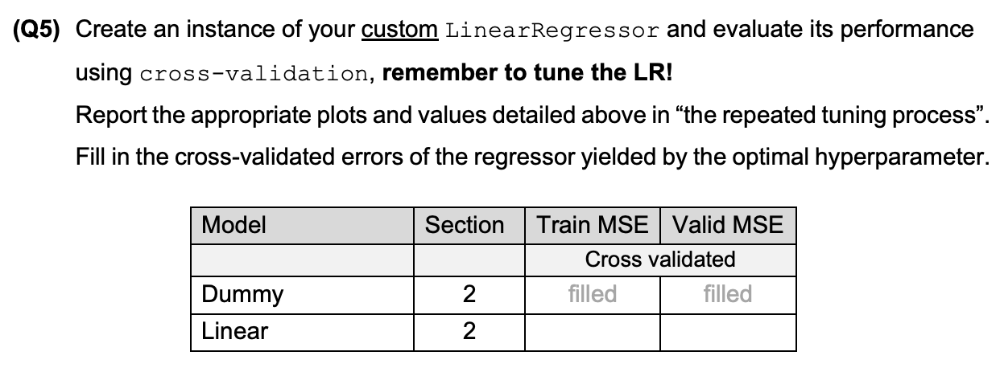 (Q5) Create an instance of your custom LinearRegressor and evaluate its performance
using cross-validation, remember to tune the LR!
Report the appropriate plots and values detailed above in “the repeated tuning process”.
Fill in the cross-validated errors of the regressor yielded by the optimal hyperparameter.
Model Section Train MSE Valid MSE
Cross validated
Dummy 2 filled filled
Linear 2